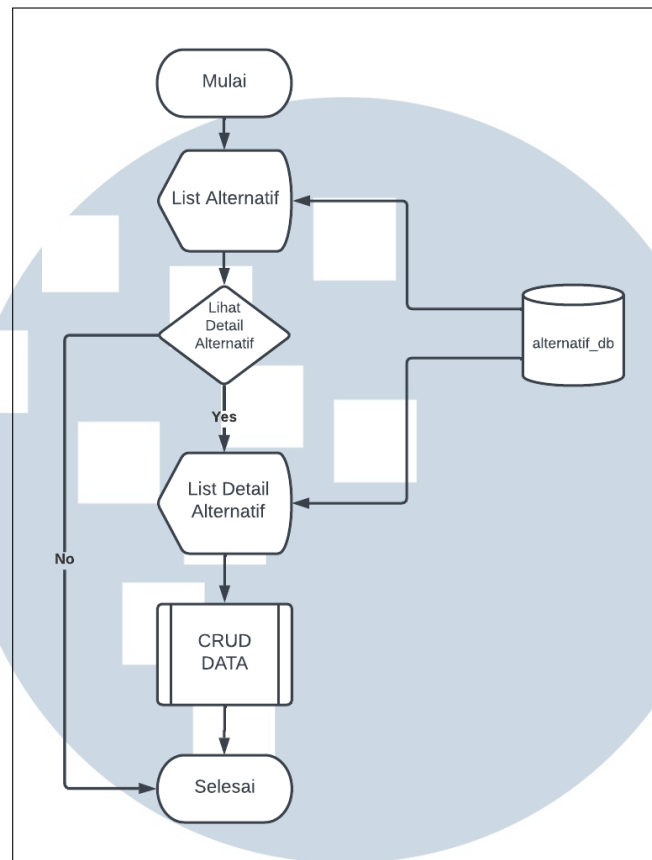 Mulai
List Alternatif
Lihat
Detail
Alternatif
alternatif_db
Yes
List Detail
Alternatif
No
CRUD
DATA
Selesai